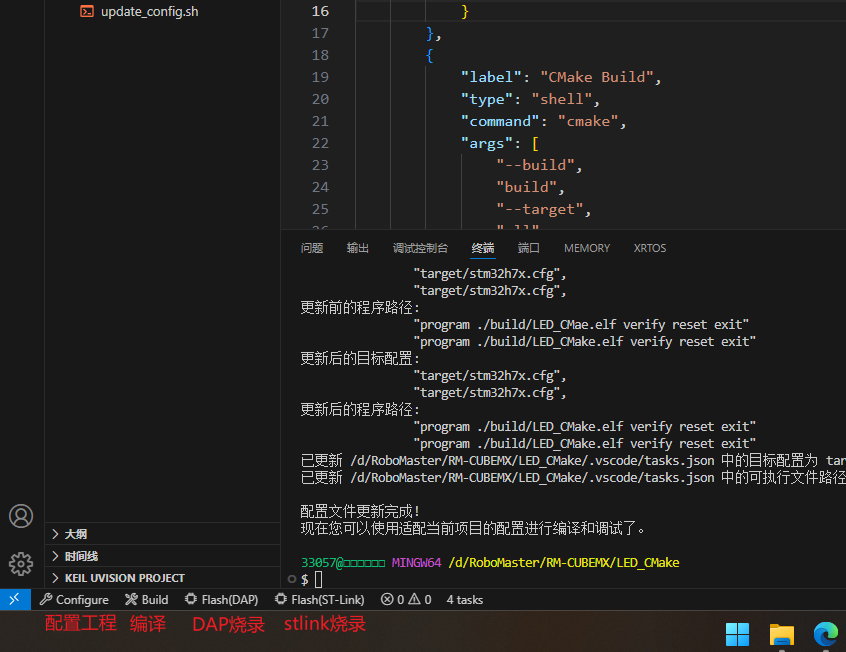 update_config.sh
16 }
17 },
18 {
19 "label": "CMake Build",
20 "type": "shell",
21 "command": "cmake",
22 "args": [
23 "--build",
24 "build",
25 "--target",
问题 输出 调试控制台 终端 端口 MEMORY XRTOS
"target/stm32h7x.cfg",
"target/stm32h7x.cfg",
更新前的程序路径:
"program ./build/LED_CMae.elf verify reset exit"
"program ./build/LED_CMake.elf verify reset exit"
更新后的目标配置:
"target/stm32h7x.cfg",
"target/stm32h7x.cfg",
更新后的程序路径:
"program ./build/LED_CMake.elf verify reset exit"
"program ./build/LED_CMake.elf verify reset exit"
已更新 /d/RoboMaster/RM-CUBEMX/LED_CMake/.vscode/tasks.json 中的目标配置为 tar
已更新 /d/RoboMaster/RM-CUBEMX/LED_CMake/.vscode/tasks.json 中的可执行文件路径
配置文件更新完成!
现在您可以使用适配当前项目的配置进行编译和调试了。
33057@□□□□□□ MINGW64 /d/RoboMaster/RM-CUBEMX/LED_CMake
$
大纲
时间线
KEIL UVISION PROJECT
Configure Build Flash(DAP) Flash(ST-Link) 0 0 4 tasks
配置工程 编译 DAP烧录 stlink烧录